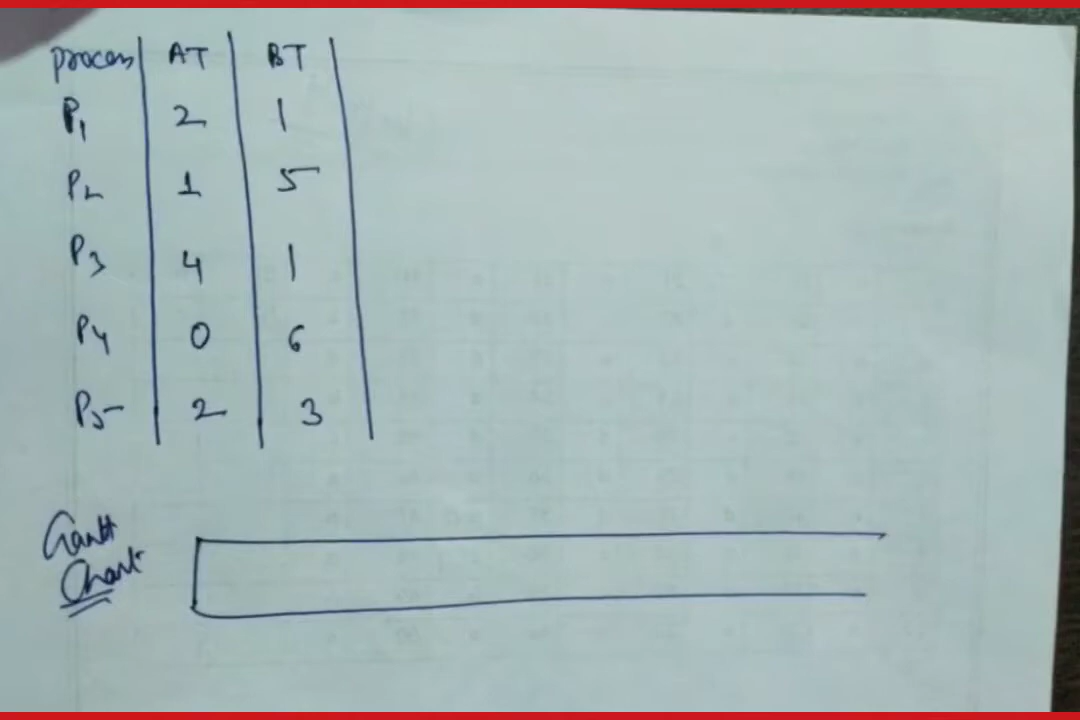 process AT BT
P1 2 1
P2 1 5
P3 4 1
P4 0 6
P5 2 3
Gantt
Chart